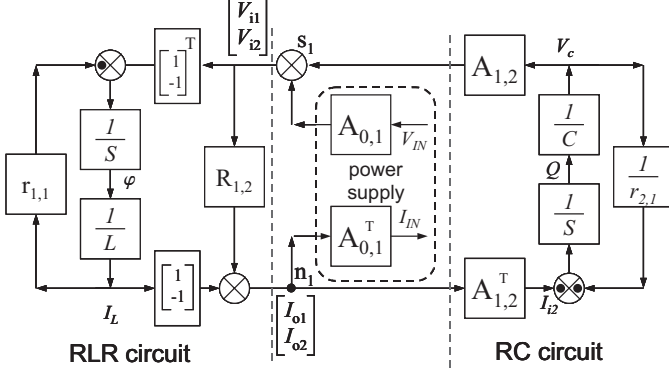 V_i1
V_i2
s_1
[1 -1]^T
A_1,2
V_c
A_0,1
V_IN
1/S
1/C
r_1,1
φ
R_1,2
power
supply
Q
1/r_2,1
1/L
A_0,1^T
I_IN
1/S
n_1
[1 -1]
A_1,2^T
I_i2
I_L
I_o1
I_o2
RLR circuit
RC circuit